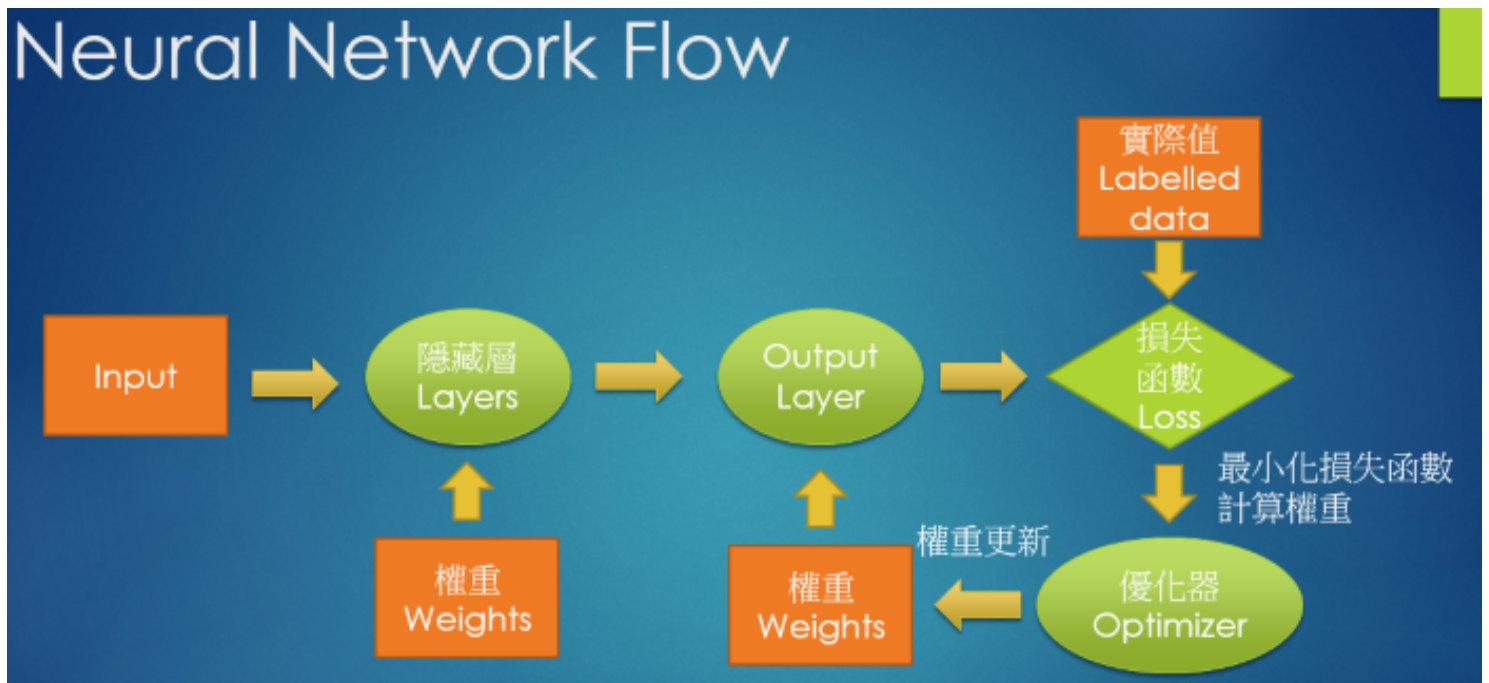 Neural Network Flow
實際值
Labelled
data
Input
隱藏層
Layers
Output
Layer
損失
函數
Loss
最小化損失函數
計算權重
權重
Weights
權重
Weights
權重更新
優化器
Optimizer